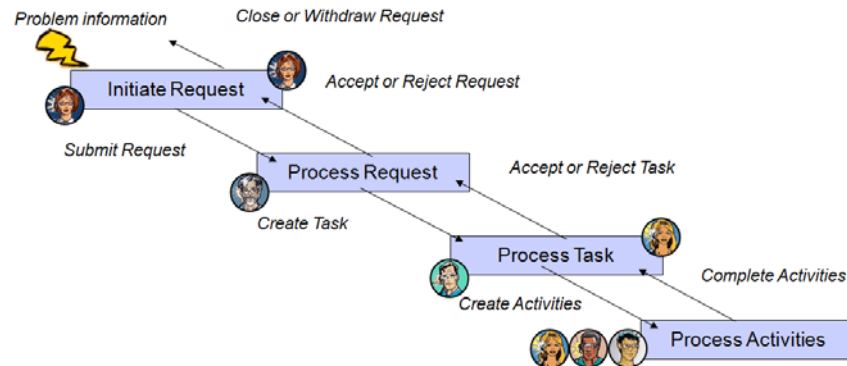 Problem information
Close or Withdraw Request
Initiate Request
Accept or Reject Request
Submit Request
Process Request
Accept or Reject Task
Create Task
Process Task
Complete Activities
Create Activities
Process Activities